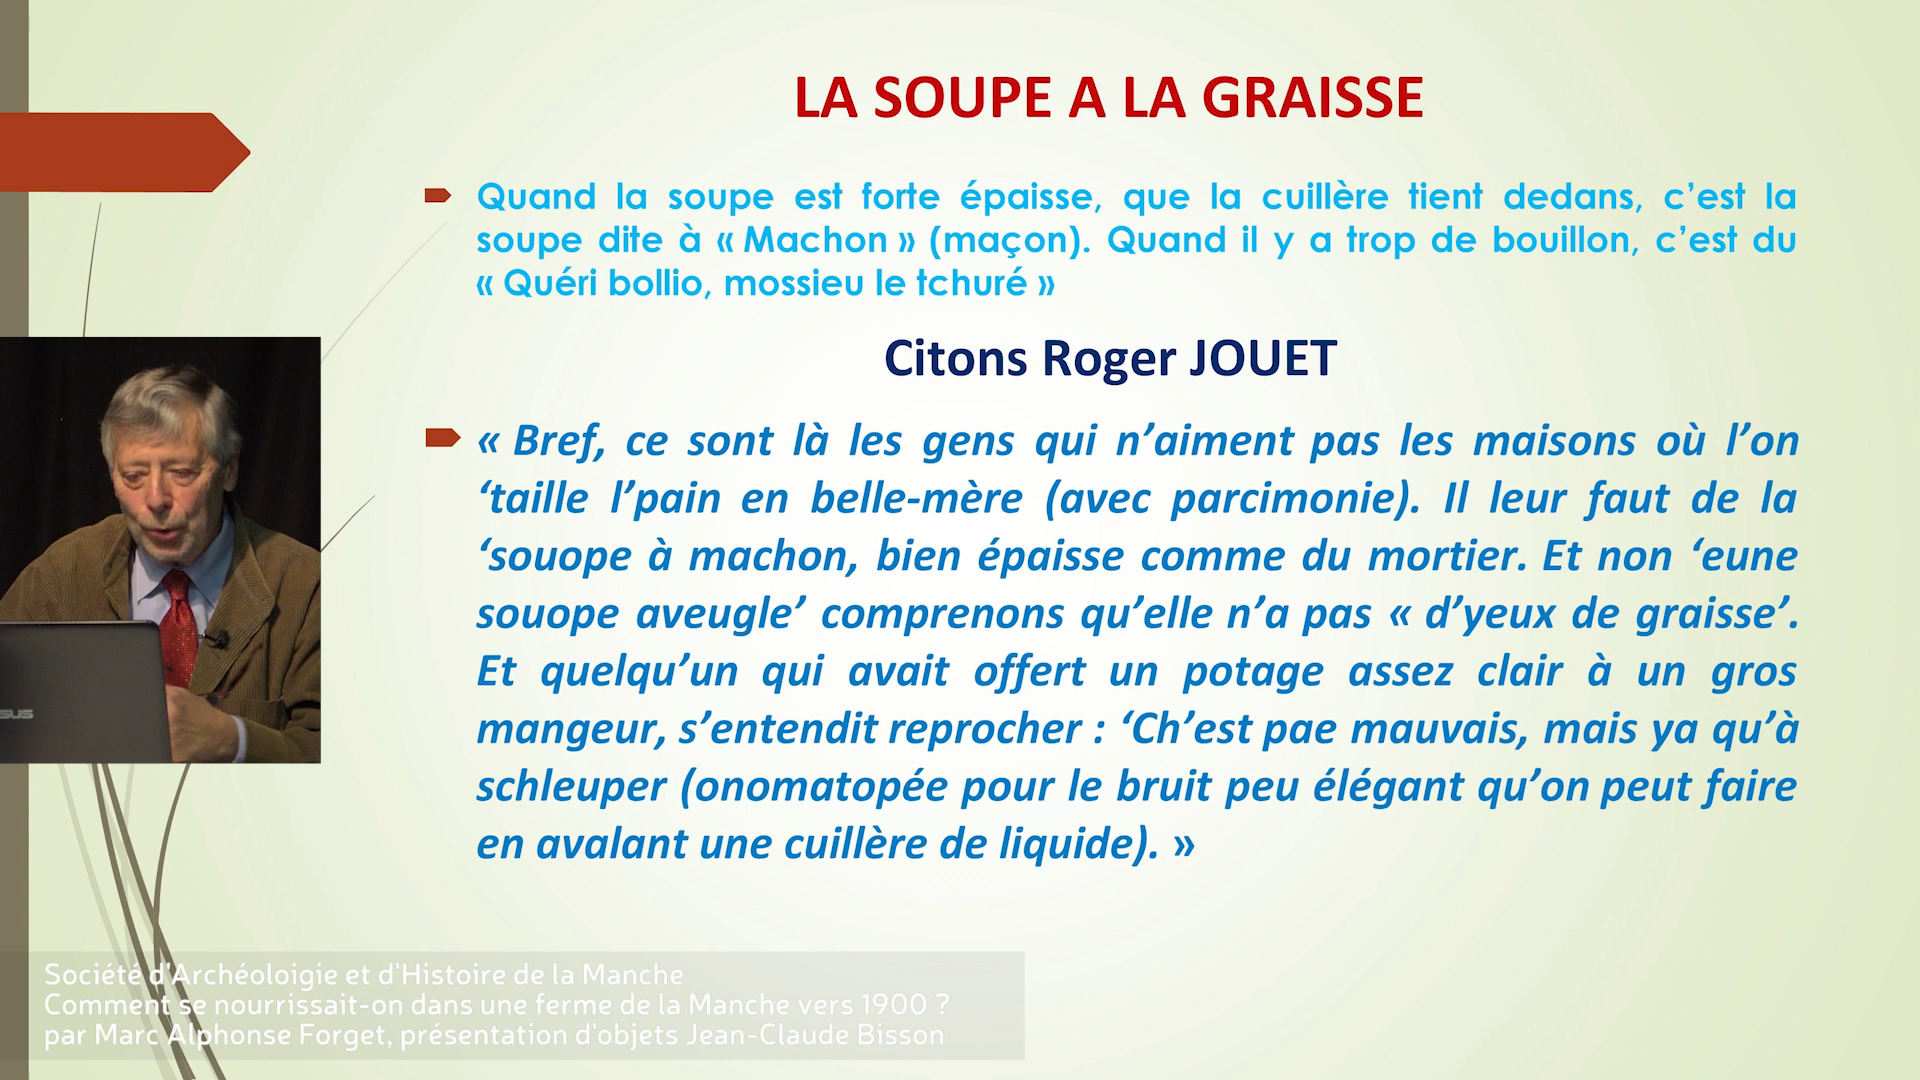 LA SOUPE A LA GRAISSE
Quand la soupe est forte épaisse, que la cuillère tient dedans, c’est la
soupe dite à « Machon » (maçon). Quand il y a trop de bouillon, c’est du
« Quéri bollio, mossieu le tchuré »
Citons Roger JOUET
« Bref, ce sont là les gens qui n’aiment pas les maisons où l’on
‘taille l’pain en belle-mère (avec parcimonie). Il leur faut de la
‘souope à machon, bien épaisse comme du mortier. Et non ‘eune
souope aveugle’ comprenons qu’elle n’a pas « d’yeux de graisse’.
Et quelqu’un qui avait offert un potage assez clair à un gros
mangeur, s’entendit reprocher : ‘Ch’est pae mauvais, mais ya qu’à
schleuper (onomatopée pour le bruit peu élégant qu’on peut faire
en avalant une cuillère de liquide). »
Société d'Archéoloigie et d'Histoire de la Manche
Comment se nourrissait-on dans une ferme de la Manche vers 1900 ?
par Marc Alphonse Forget, présentation d'objets Jean-Claude Bisson